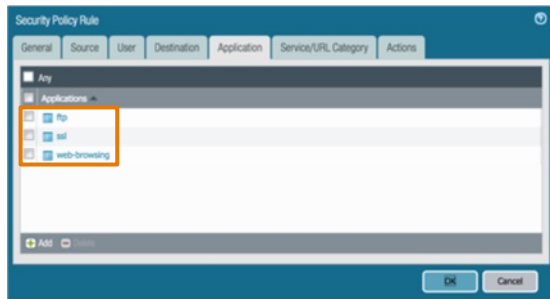 Security Policy Rule
General Source User Destination Application Service/URL Category Actions
Any
Applications
ftp
ssl
web-browsing
Add Delete
OK Cancel